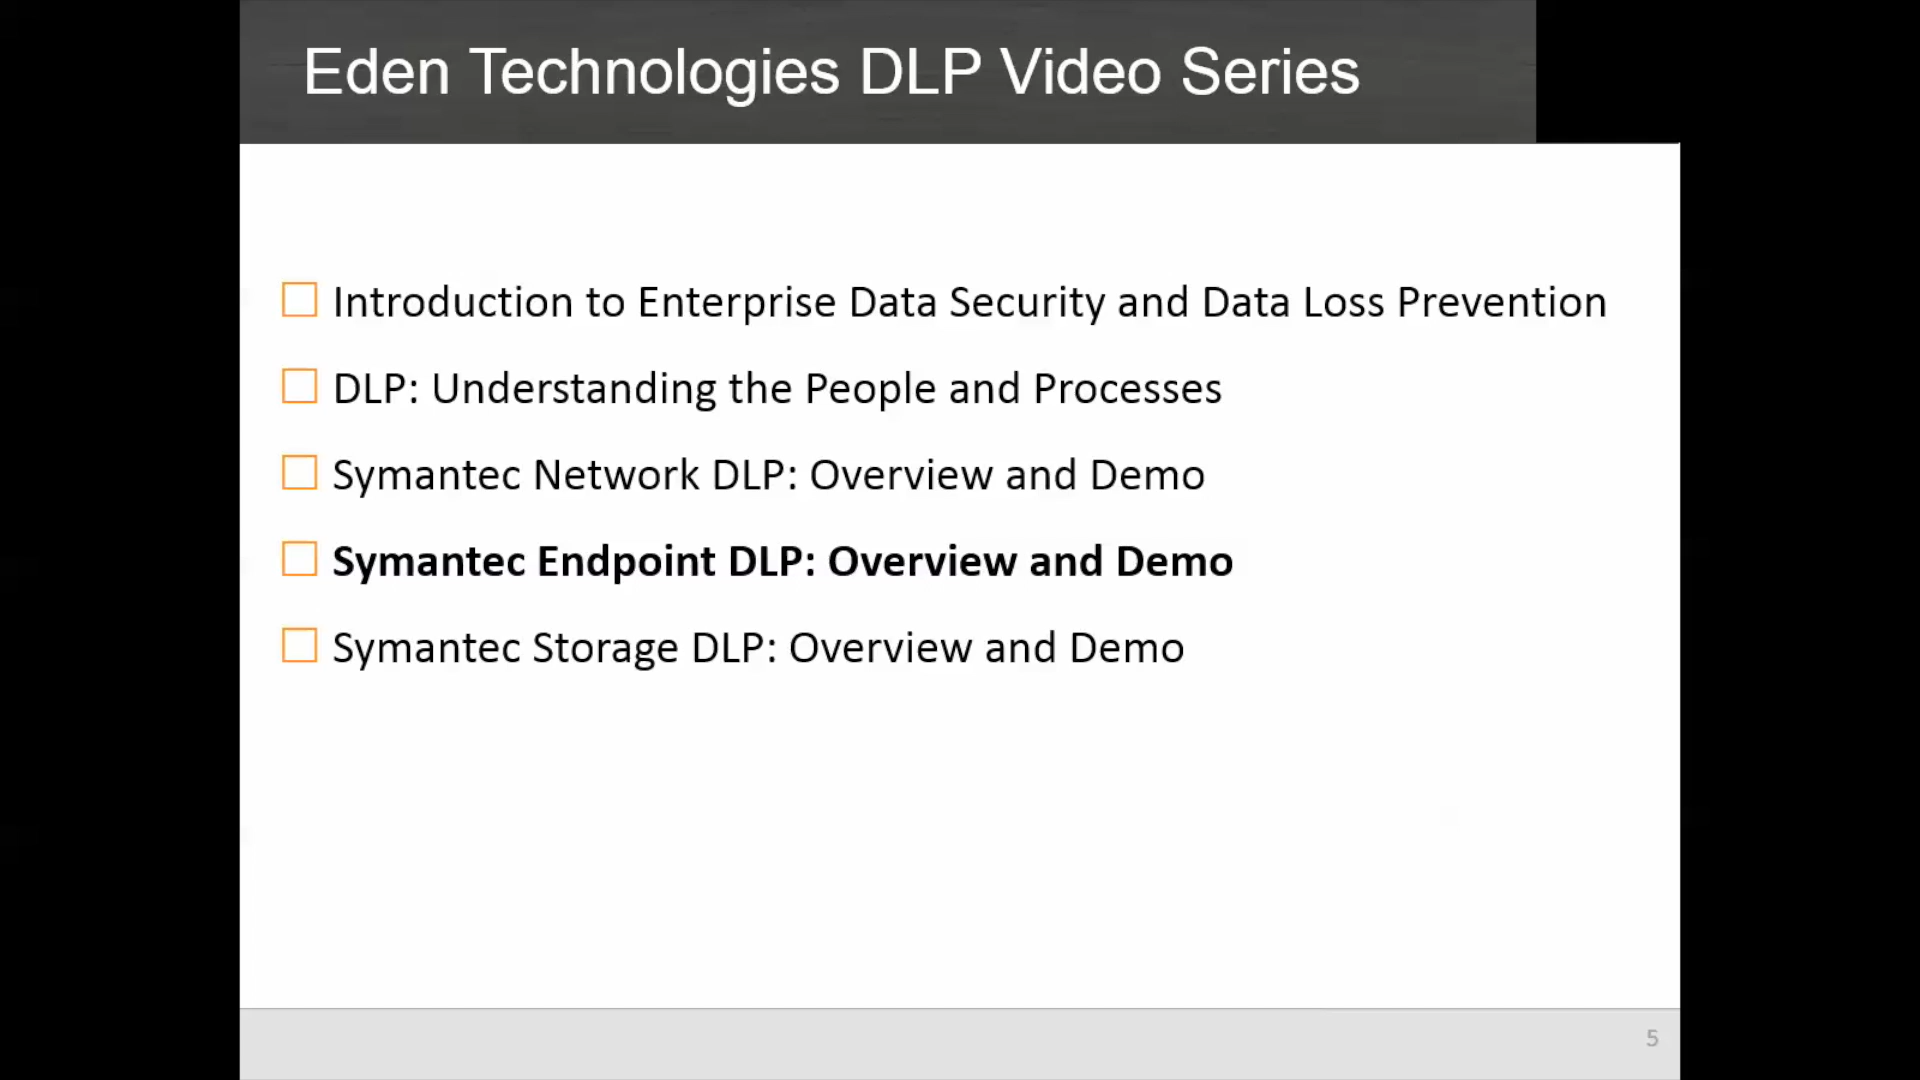 Eden Technologies DLP Video Series
Introduction to Enterprise Data Security and Data Loss Prevention
DLP: Understanding the People and Processes
Symantec Network DLP: Overview and Demo
Symantec Endpoint DLP: Overview and Demo
Symantec Storage DLP: Overview and Demo
5